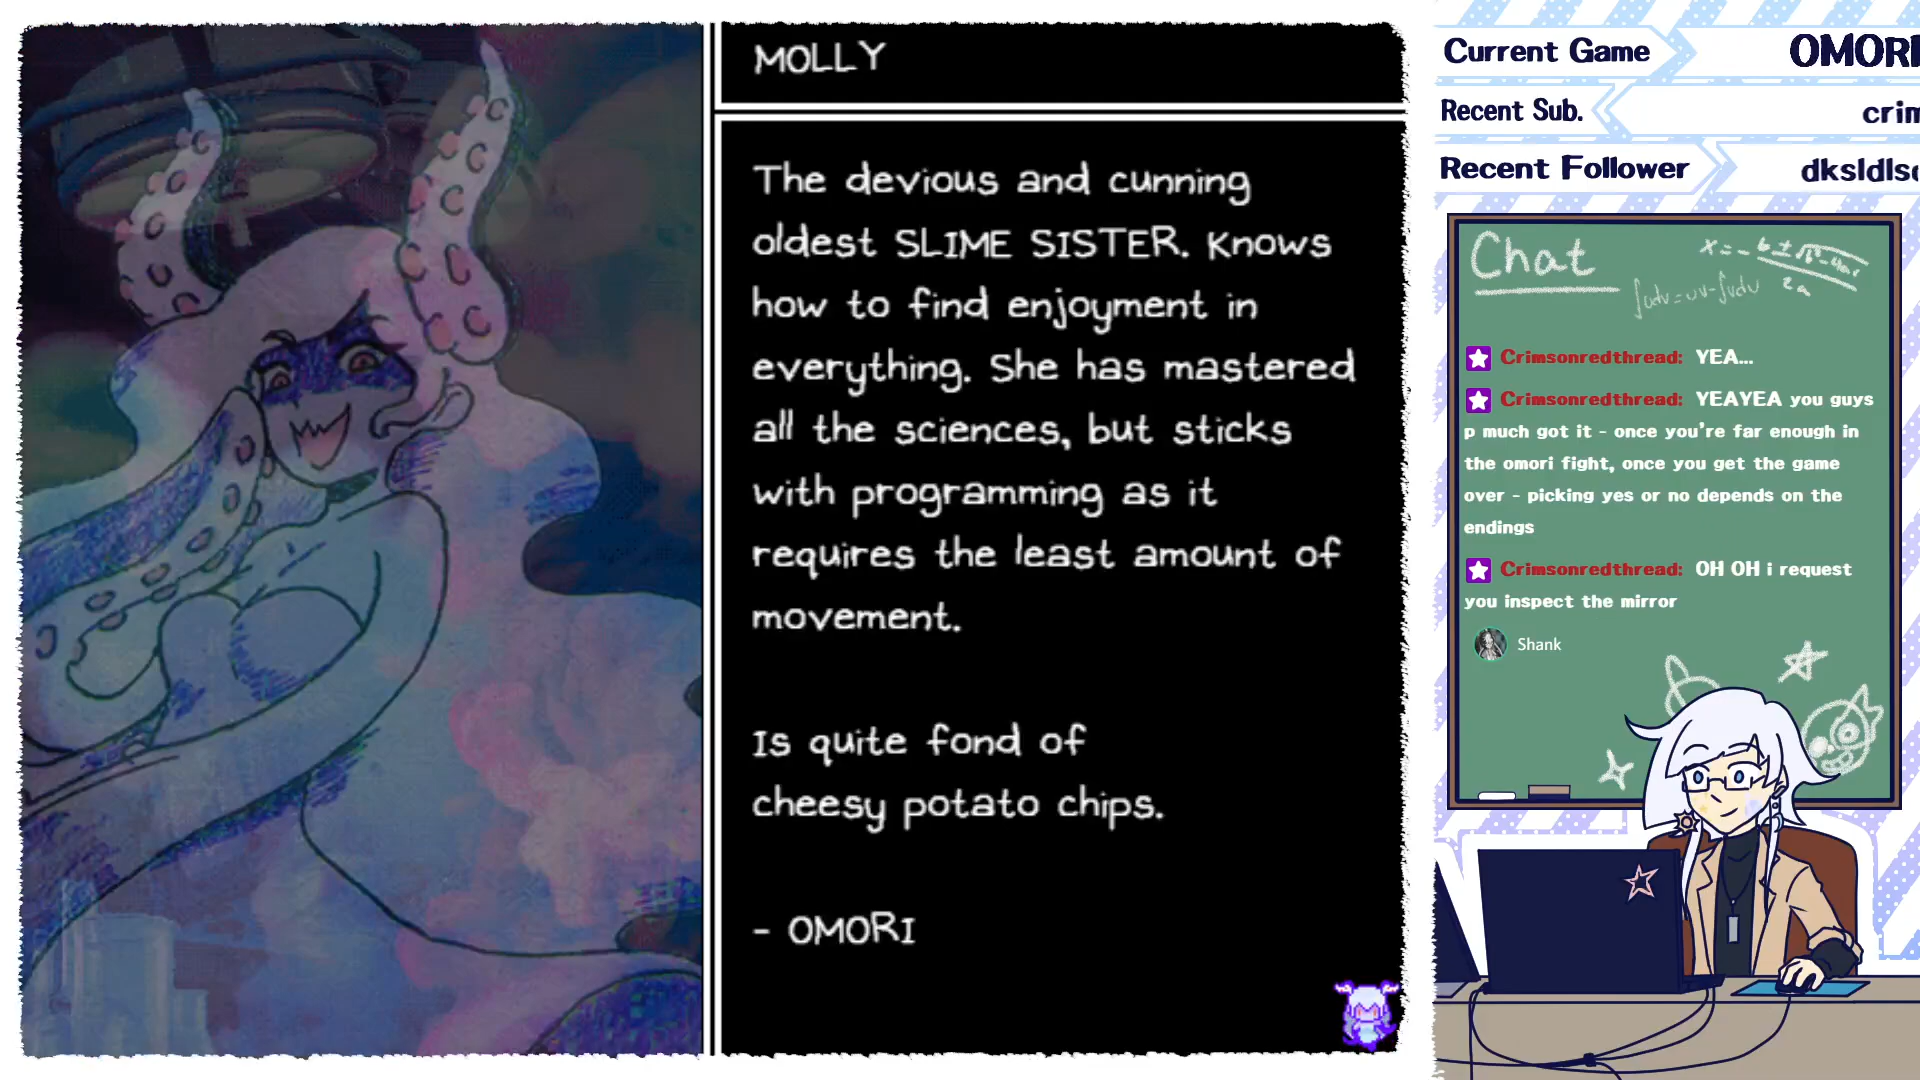 MOLLY
The devious and cunning
oldest SLIME SISTER. Knows
how to find enjoyment in
everything. She has mastered
all the sciences, but sticks
with programming as it
requires the least amount of
movement.
Is quite fond of
cheesy potato chips.
- OMORI
Current Game OMORI
Recent Sub. crim
Recent Follower dksldls
Chat
Crimsonredthread: YEA...
Crimsonredthread: YEAYEA you guys
p much got it - once you're far enough in
the omori fight, once you get the game
over - picking yes or no depends on the
endings
Crimsonredthread: OH OH i request
you inspect the mirror
Shank